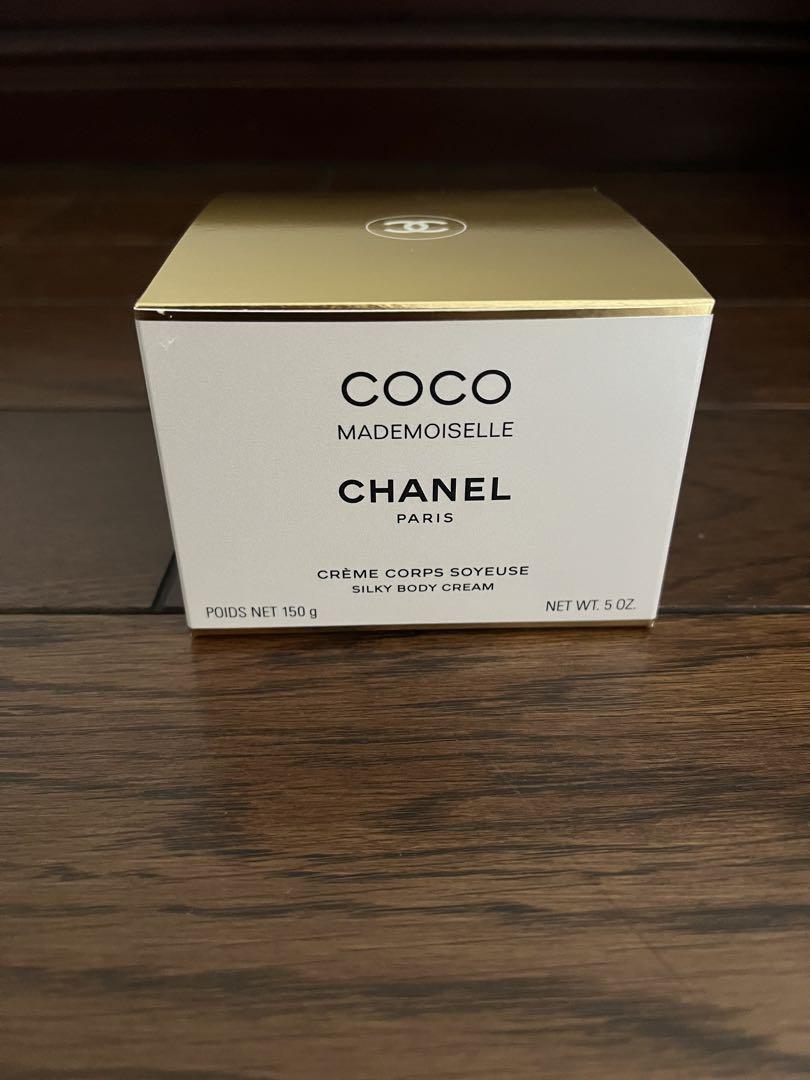 COCO
MADEMOISELLE
CHANEL
PARIS
CRÈME CORPS SOYEUSE
SILKY BODY CREAM
POIDS NET 150 g NET WT. 5 OZ.